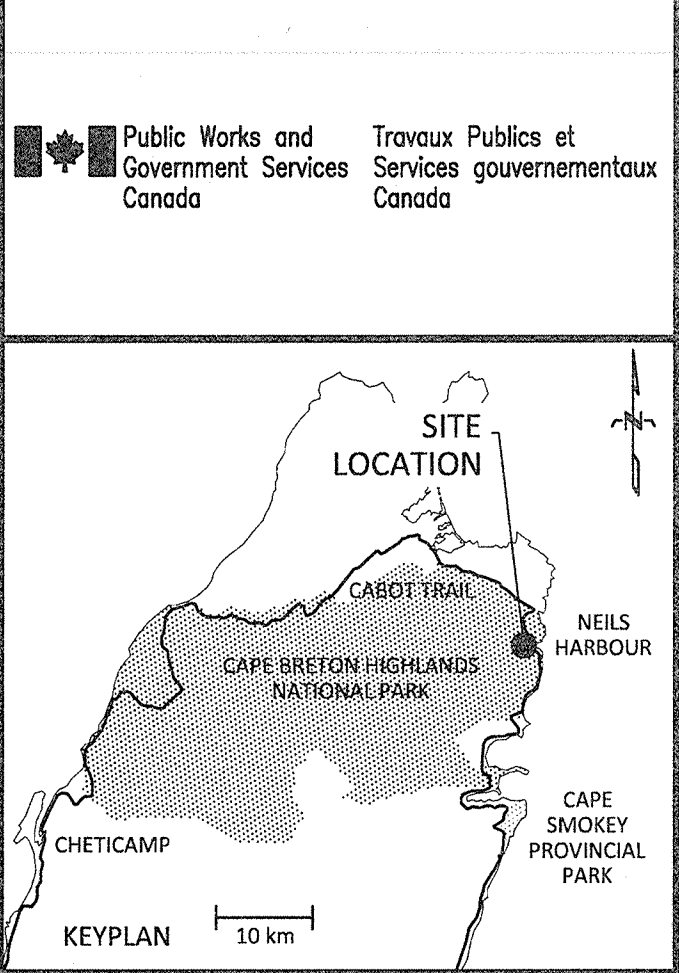 Public Works and
Government Services
Canada
Travaux Publics et
Services gouvernementaux
Canada
N
SITE
LOCATION
CABOT TRAIL
NEILS
HARBOUR
CAPE BRETON HIGHLANDS
NATIONAL PARK
CAPE
SMOKEY
PROVINCIAL
PARK
CHETICAMP
KEYPLAN
10 km